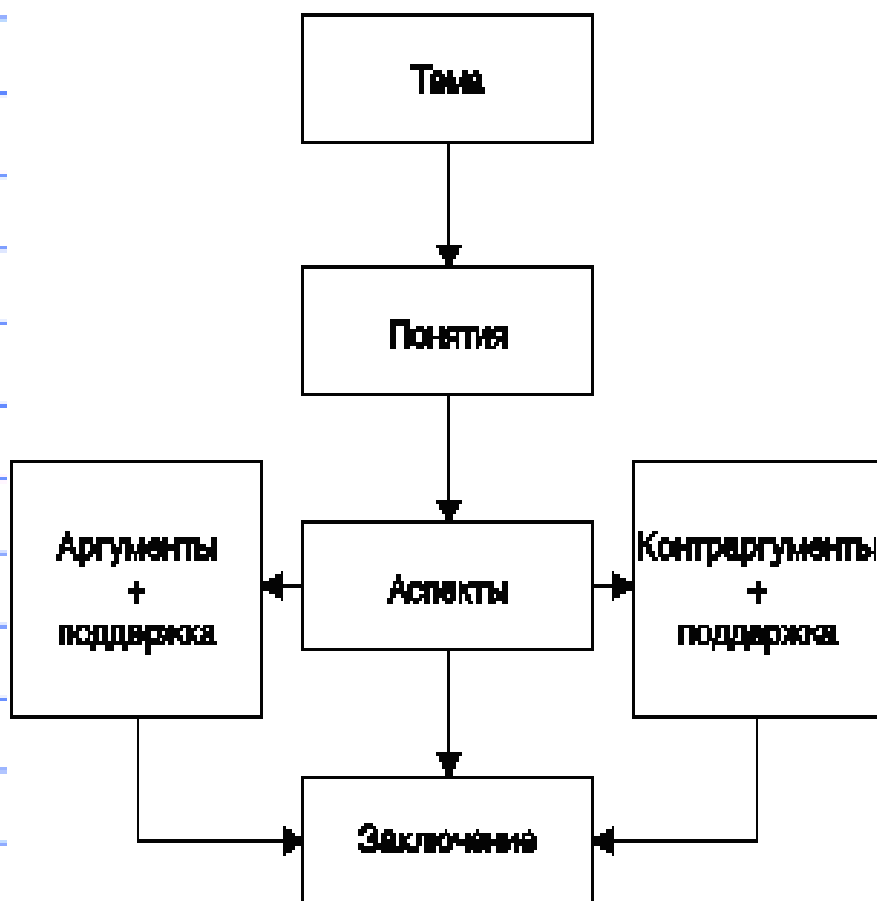 Тема
Понятия
Аргументы
+
поддержка
Аспекты
Контраргументы
+
поддержка
Заключение